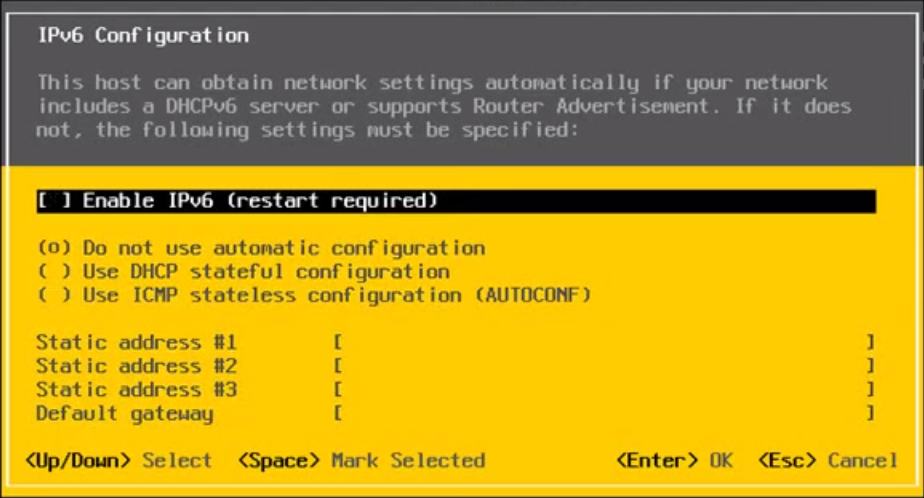 IPv6 Configuration
This host can obtain network settings automatically if your network
includes a DHCPv6 server or supports Router Advertisement. If it does
not, the following settings must be specified:
[ ] Enable IPv6 (restart required)
(o) Do not use automatic configuration
( ) Use DHCP stateful configuration
( ) Use ICMP stateless configuration (AUTOCONF)
Static address #1 [ ]
Static address #2 [ ]
Static address #3 [ ]
Default gateway [ ]
<Up/Down> Select <Space> Mark Selected <Enter> OK <Esc> Cancel